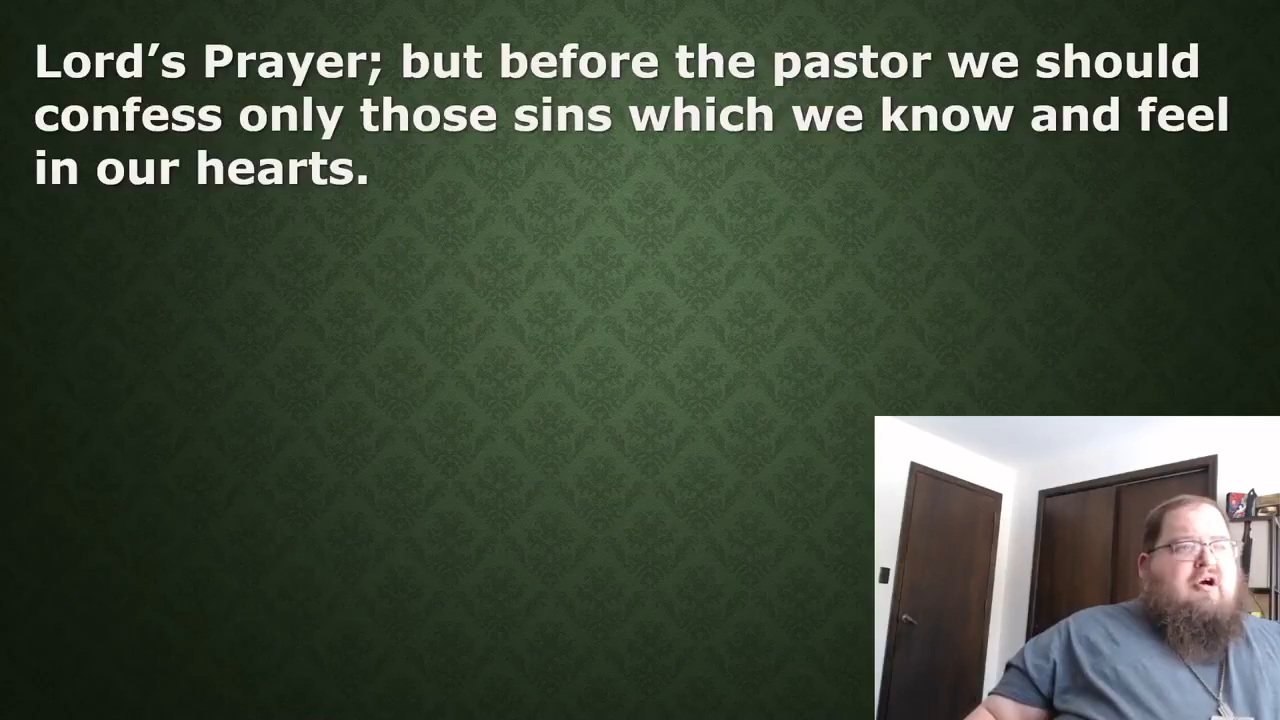 Lord’s Prayer; but before the pastor we should
confess only those sins which we know and feel
in our hearts.